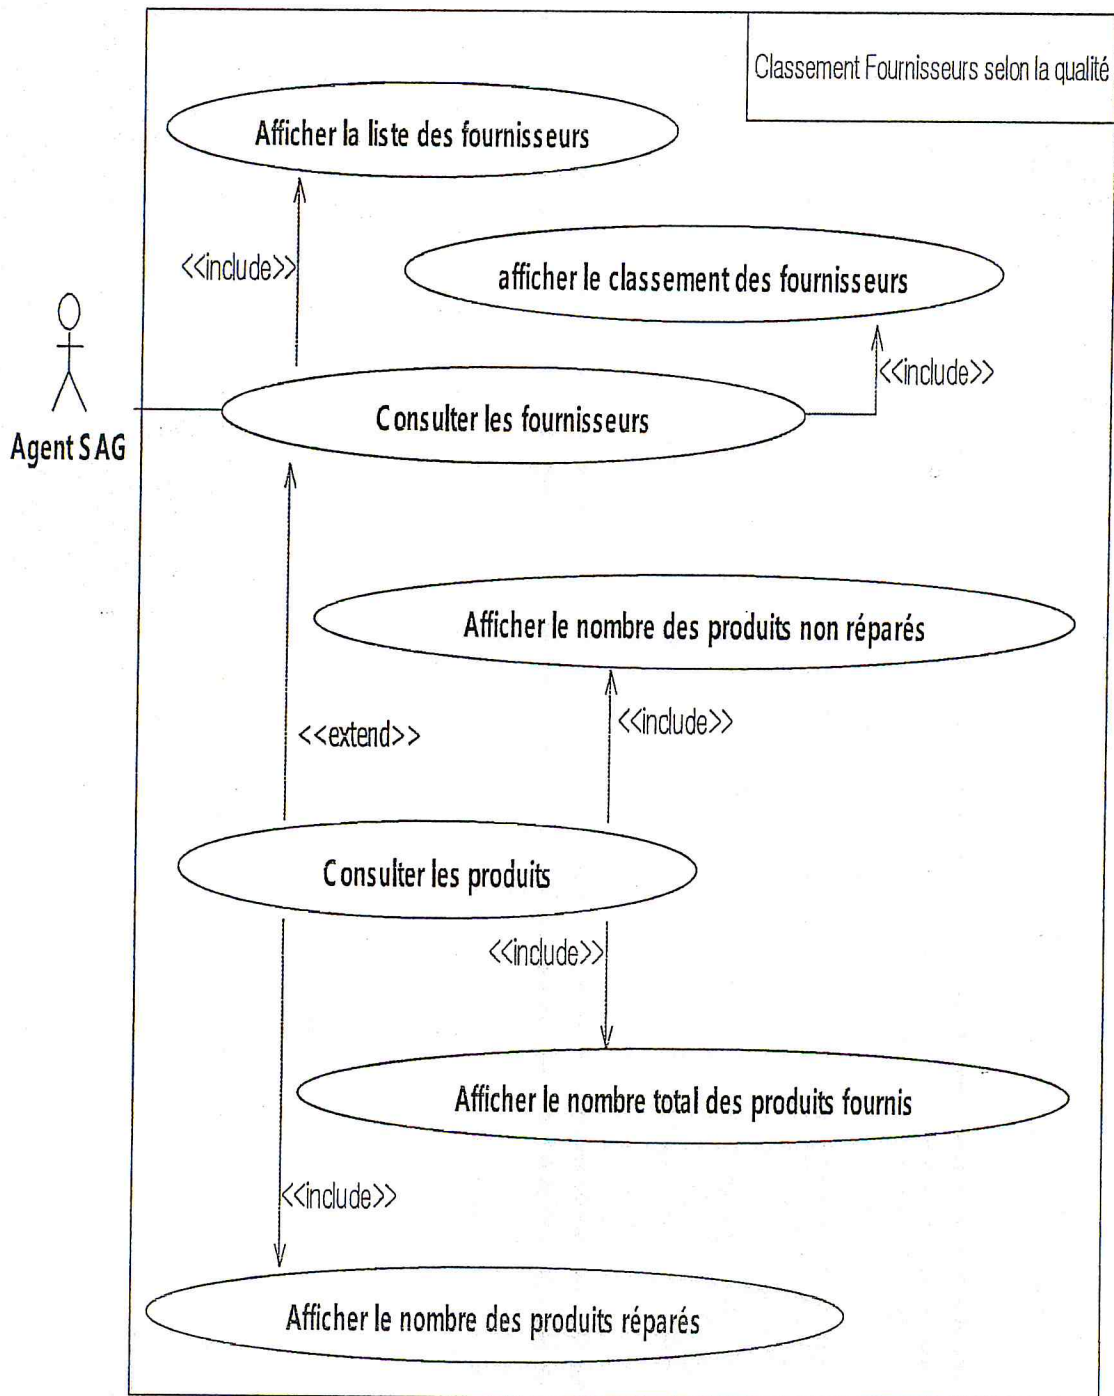 Classement Fournisseurs selon la qualité
Afficher la liste des fournisseurs
<<include>>
afficher le classement des fournisseurs
<<include>>
Consulter les fournisseurs
Agent SAG
Afficher le nombre des produits non réparés
<<include>>
<<extend>>
Consulter les produits
<<include>>
Afficher le nombre total des produits fournis
<<include>>
Afficher le nombre des produits réparés